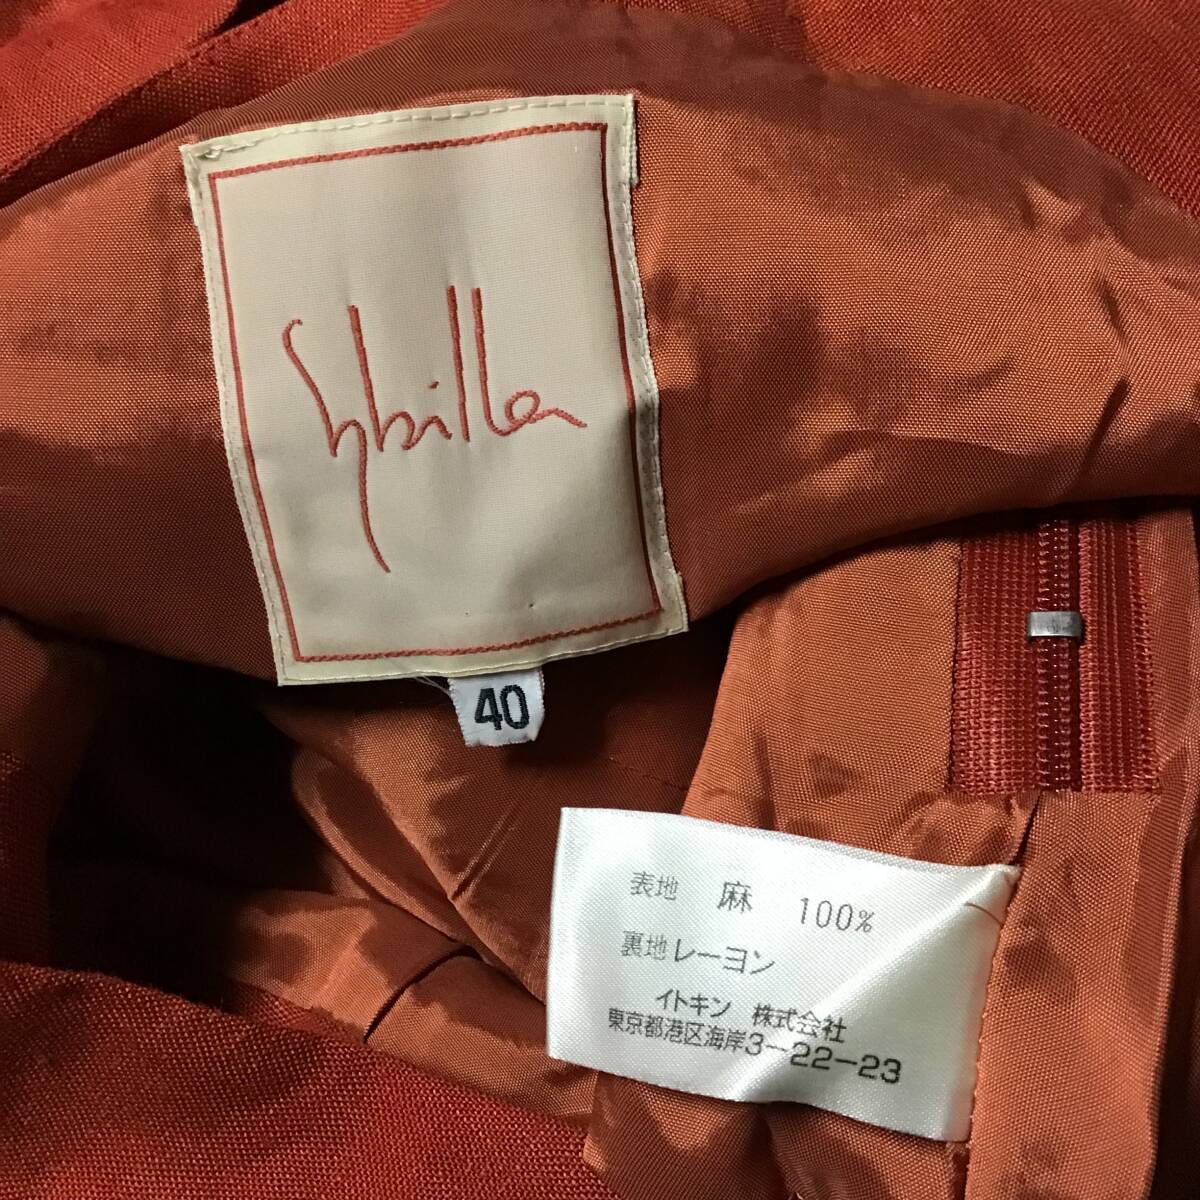 Sybilla
40
表地 麻 100%
裏地 レーヨン
イトキン 株式会社
東京都港区海岸3-22-23